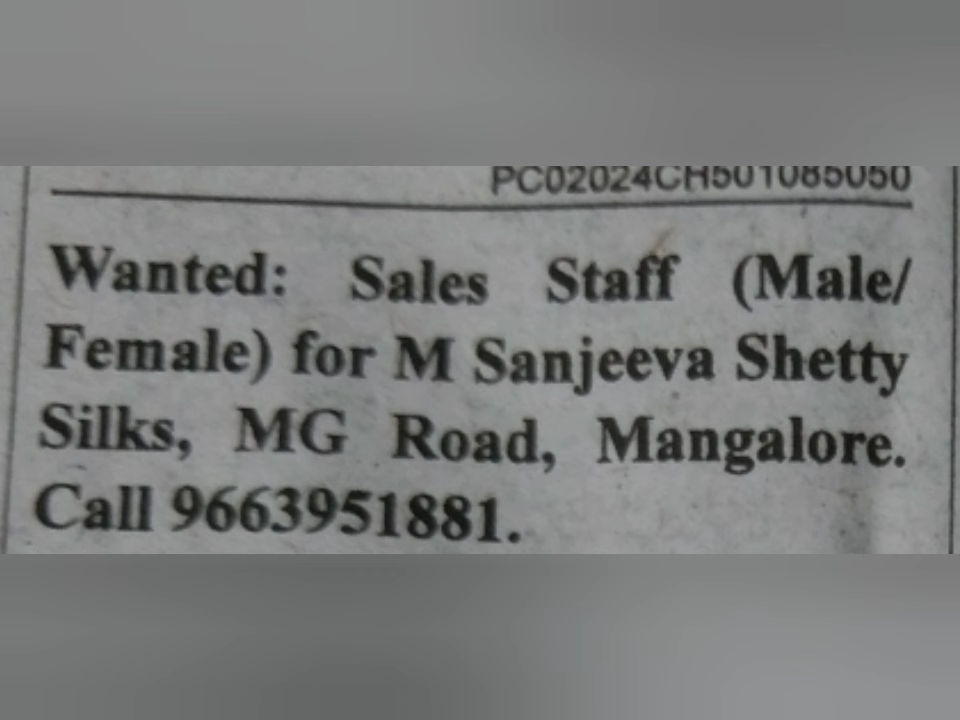 PC02024CH501085050
Wanted: Sales Staff (Male/
Female) for M Sanjeeva Shetty
Silks, MG Road, Mangalore.
Call 9663951881.